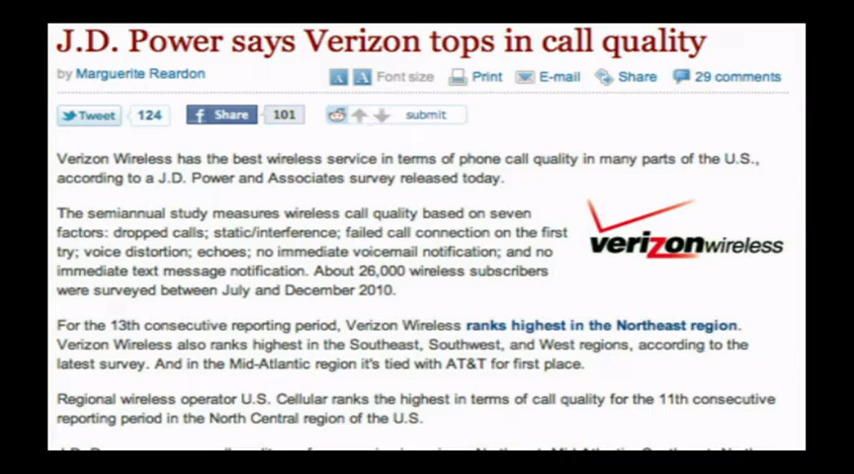 J.D. Power says Verizon tops in call quality
by Marguerite Reardon
A A Font size Print E-mail Share 29 comments
Tweet 124 f Share 101 submit
Verizon Wireless has the best wireless service in terms of phone call quality in many parts of the U.S.,
according to a J.D. Power and Associates survey released today.
The semiannual study measures wireless call quality based on seven
factors: dropped calls; static/interference; failed call connection on the first
try; voice distortion; echoes; no immediate voicemail notification; and no
immediate text message notification. About 26,000 wireless subscribers
were surveyed between July and December 2010.
verizonwireless
For the 13th consecutive reporting period, Verizon Wireless ranks highest in the Northeast region.
Verizon Wireless also ranks highest in the Southeast, Southwest, and West regions, according to the
latest survey. And in the Mid-Atlantic region it's tied with AT&T for first place.
Regional wireless operator U.S. Cellular ranks the highest in terms of call quality for the 11th consecutive
reporting period in the North Central region of the U.S.